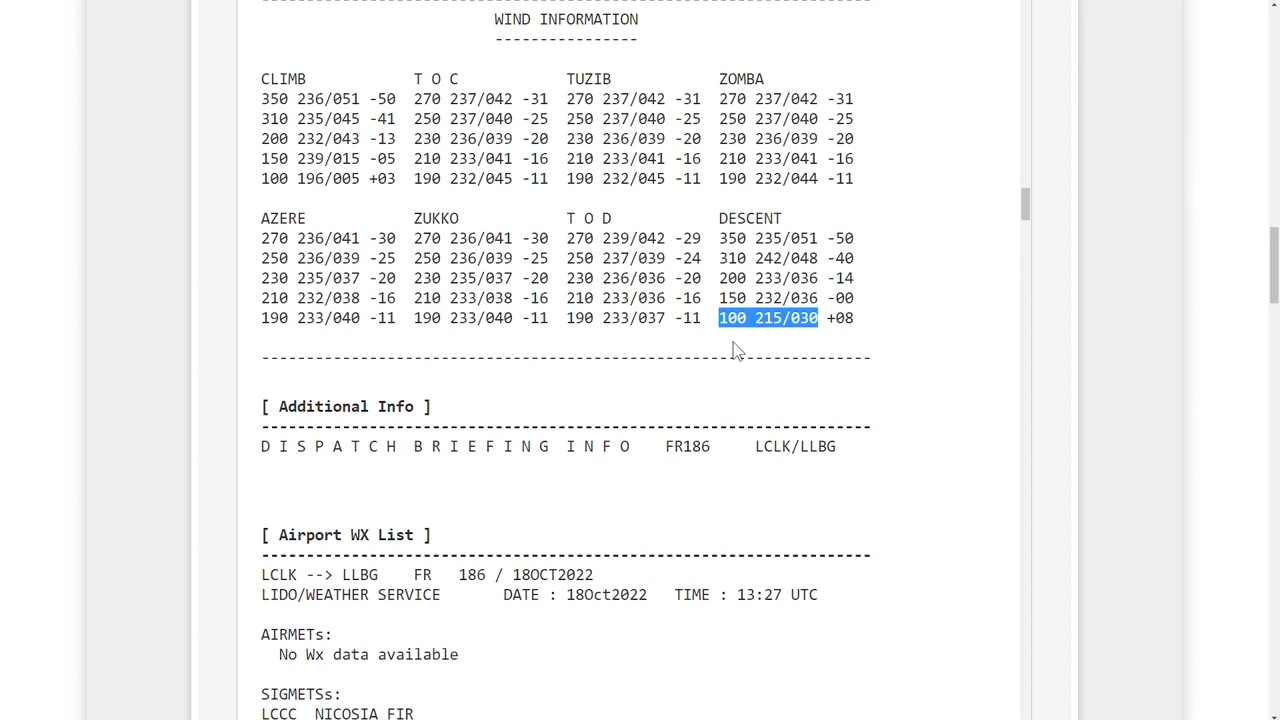 --------------------------------------------------------------------
WIND INFORMATION
----------------
CLIMB            T O C            TUZIB            ZOMBA
350 236/051 -50  270 237/042 -31  270 237/042 -31  270 237/042 -31
310 235/045 -41  250 237/040 -25  250 237/040 -25  250 237/040 -25
200 232/043 -13  230 236/039 -20  230 236/039 -20  230 236/039 -20
150 239/015 -05  210 233/041 -16  210 233/041 -16  210 233/041 -16
100 196/005 +03  190 232/045 -11  190 232/045 -11  190 232/044 -11
AZERE            ZUKKO            T O D            DESCENT
270 236/041 -30  270 236/041 -30  270 239/042 -29  350 235/051 -50
250 236/039 -25  250 236/039 -25  250 237/039 -24  310 242/048 -40
230 235/037 -20  230 235/037 -20  230 236/036 -20  200 233/036 -14
210 232/038 -16  210 233/038 -16  210 233/036 -16  150 232/036 -00
190 233/040 -11  190 233/040 -11  190 233/037 -11  100 215/030 +08
--------------------------------------------------------------------
[ Additional Info ]
--------------------------------------------------------------------
D I S P A T C H  B R I E F I N G  I N F O    FR186     LCLK/LLBG
[ Airport WX List ]
--------------------------------------------------------------------
LCLK --> LLBG    FR   186 / 18OCT2022
LIDO/WEATHER SERVICE       DATE : 18Oct2022   TIME : 13:27 UTC
AIRMETs:
  No Wx data available
SIGMETSs:
LCCC  NICOSIA FIR